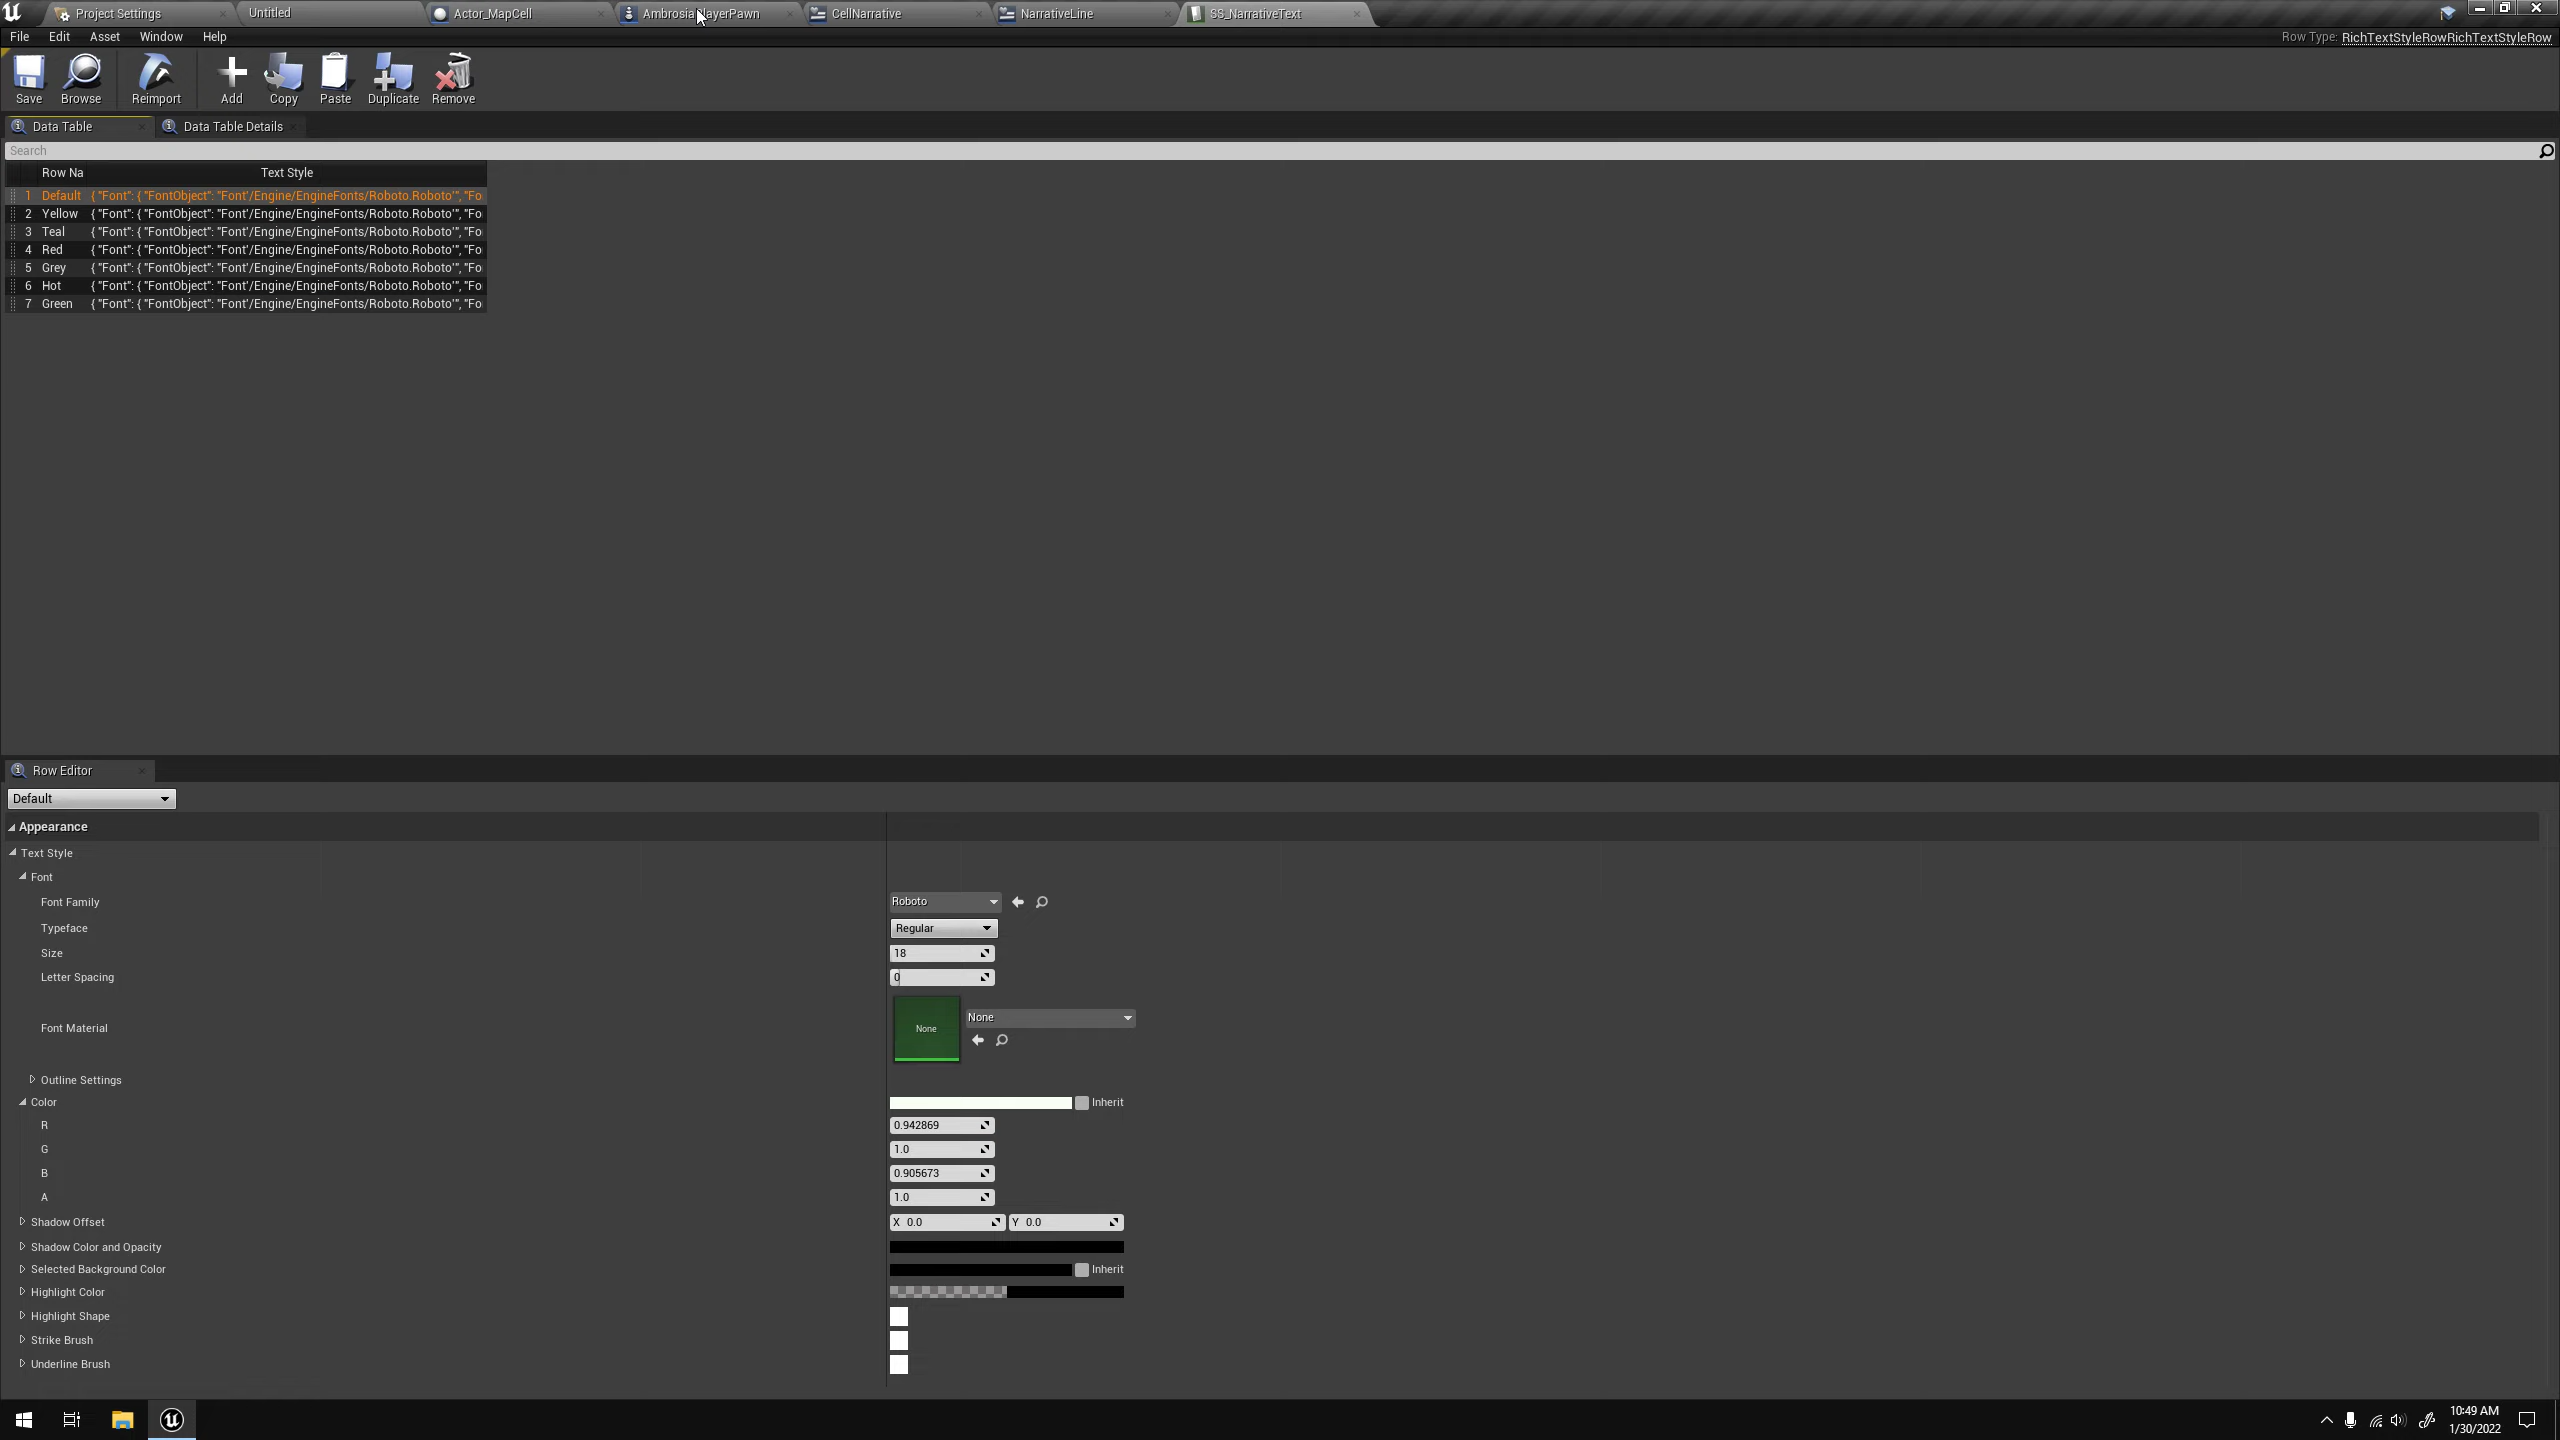 Project Settings
Untitled
Actor_MapCell
CellNarrative
NarrativeLine
SS_NarrativeText
File Edit Asset Window Help
Row Type: RichTextStyleRowRichTextStyleRow
Save Browse Reimport Add Copy Paste Duplicate Remove
Data Table
Data Table Details
Search
Row Na Text Style
1 Default { "Font": { "FontObject": "Font'/Engine/EngineFonts/Roboto.Roboto'", "Fo
2 Yellow { "Font": { "FontObject": "Font'/Engine/EngineFonts/Roboto.Roboto'", "Fo
3 Teal { "Font": { "FontObject": "Font'/Engine/EngineFonts/Roboto.Roboto'", "Fo
4 Red { "Font": { "FontObject": "Font'/Engine/EngineFonts/Roboto.Roboto'", "Fo
5 Grey { "Font": { "FontObject": "Font'/Engine/EngineFonts/Roboto.Roboto'", "Fo
6 Hot { "Font": { "FontObject": "Font'/Engine/EngineFonts/Roboto.Roboto'", "Fo
7 Green { "Font": { "FontObject": "Font'/Engine/EngineFonts/Roboto.Roboto'", "Fo
Row Editor
Default
Appearance
Text Style
Font
Font Family Roboto
Typeface Regular
Size 18
Letter Spacing 0
Font Material None None
Outline Settings
Color Inherit
R 0.942869
G 1.0
B 0.905673
A 1.0
Shadow Offset X 0.0 Y 0.0
Shadow Color and Opacity
Selected Background Color Inherit
Highlight Color
Highlight Shape
Strike Brush
Underline Brush
10:49 AM
1/30/2022